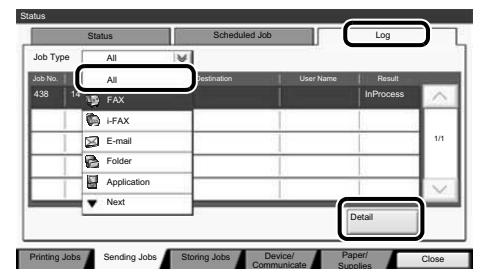 Status
Status Scheduled Job Log
Job Type All
Job No. Destination User Name Result
438 14 InProcess
All
FAX
i-FAX
E-mail
Folder
Application
Next
1/1
Detail
Printing Jobs Sending Jobs Storing Jobs Device/
Communicate Paper/
Supplies Close